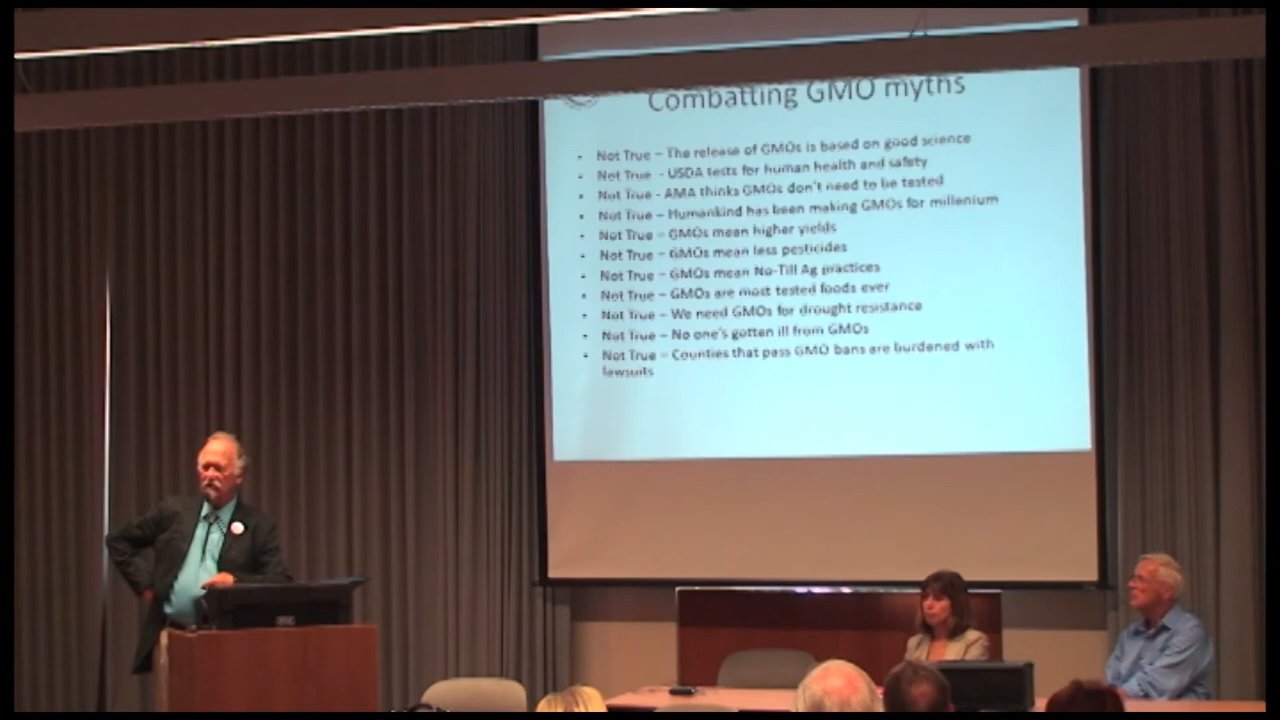 Combatting GMO myths
• Not True – The release of GMOs is based on good science
• Not True - USDA tests for human health and safety
• Not True - AMA thinks GMOs don't need to be tested
• Not True – Humankind has been making GMOs for millenium
• Not True – GMOs mean higher yields
• Not True – GMOs mean less pesticides
• Not True – GMOs mean No-Till Ag practices
• Not True – GMOs are most tested foods ever
• Not True – We need GMOs for drought resistance
• Not True – No one's gotten ill from GMOs
• Not True – Counties that pass GMO bans are burdened with
lawsuits